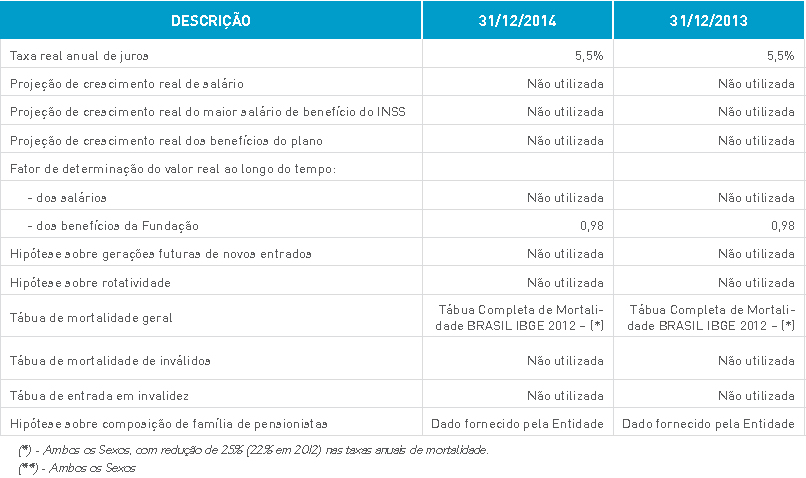 DESCRIÇÃO 31/12/2014 31/12/2013
Taxa real anual de juros 5,5% 5,5%
Projeção de crescimento real de salário Não utilizada Não utilizada
Projeção de crescimento real do maior salário de benefício do INSS Não utilizada Não utilizada
Projeção de crescimento real dos benefícios do plano Não utilizada Não utilizada
Fator de determinação do valor real ao longo do tempo:
- dos salários Não utilizada Não utilizada
- dos benefícios da Fundação 0,98 0,98
Hipótese sobre gerações futuras de novos entrados Não utilizada Não utilizada
Hipótese sobre rotatividade Não utilizada Não utilizada
Tábua de mortalidade geral
Tábua Completa de Mortali-
dade BRASIL IBGE 2012 – (*)
Tábua Completa de Mortali-
dade BRASIL IBGE 2012 – (*)
Tábua de mortalidade de inválidos Não utilizada Não utilizada
Tábua de entrada em invalidez Não utilizada Não utilizada
Hipótese sobre composição de família de pensionistas Dado fornecido pela Entidade Dado fornecido pela Entidade
(*) - Ambos os Sexos, com redução de 25% (22% em 2012) nas taxas anuais de mortalidade.
(**) - Ambos os Sexos